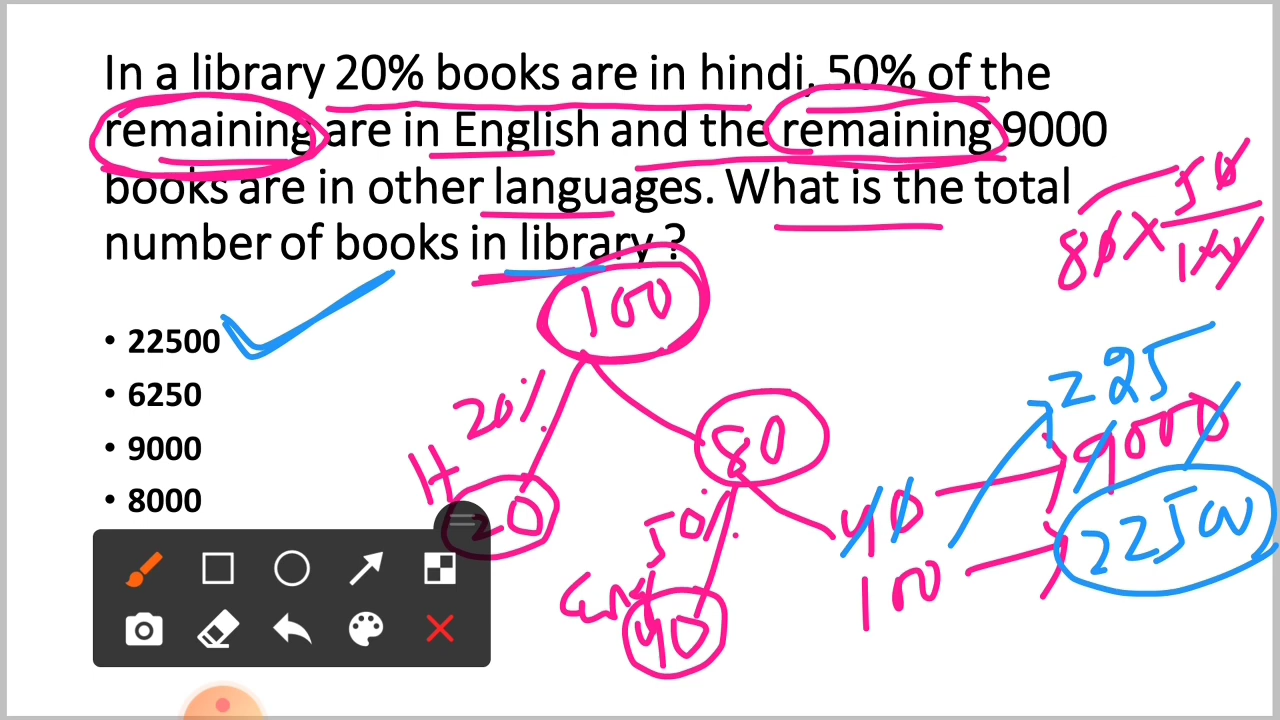 In a library 20% books are in hindi, 50% of the
remaining are in English and the remaining 9000
books are in other languages. What is the total
number of books in library ?
80 × 50
100
100
• 22500
• 6250
• 9000
• 8000
20%
H
20
80
50%
Eng
40
40
100
225
9000
22500